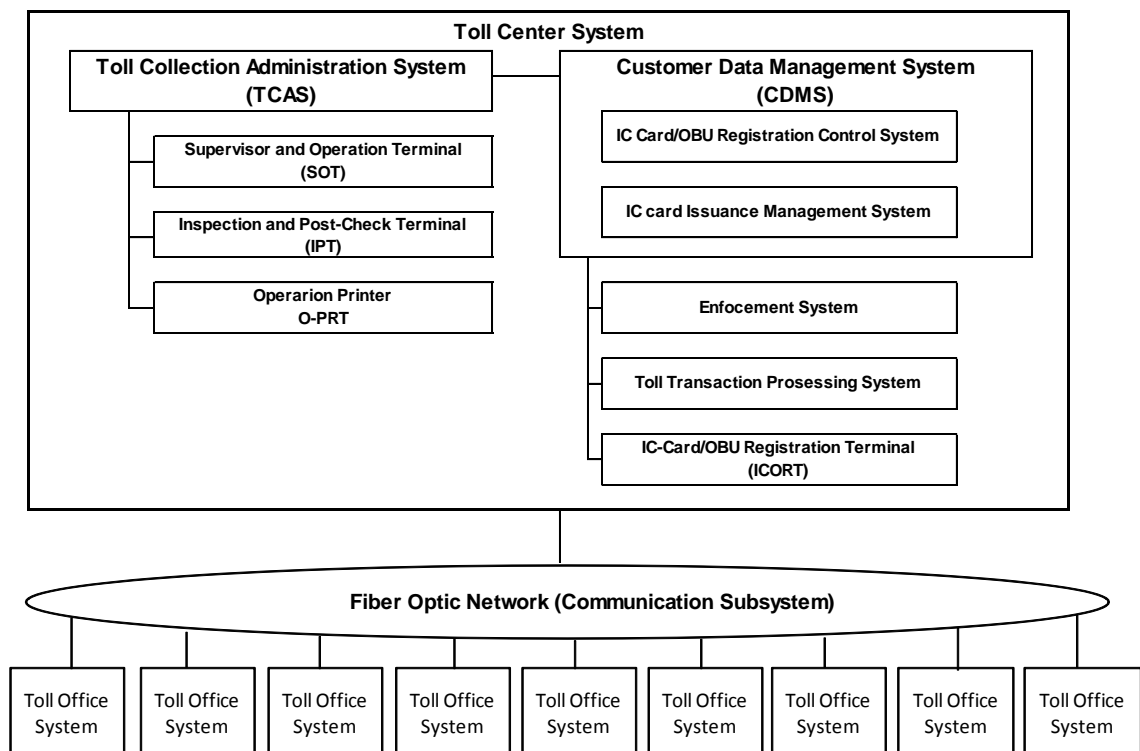 Toll Center System
Toll Collection Administration System
(TCAS)
Supervisor and Operation Terminal
(SOT)
Inspection and Post-Check Terminal
(IPT)
Operarion Printer
O-PRT
Customer Data Management System
(CDMS)
IC Card/OBU Registration Control System
IC card Issuance Management System
Enfocement System
Toll Transaction Prosessing System
IC-Card/OBU Registration Terminal
(ICORT)
Fiber Optic Network (Communication Subsystem)
Toll Office
System
Toll Office
System
Toll Office
System
Toll Office
System
Toll Office
System
Toll Office
System
Toll Office
System
Toll Office
System
Toll Office
System